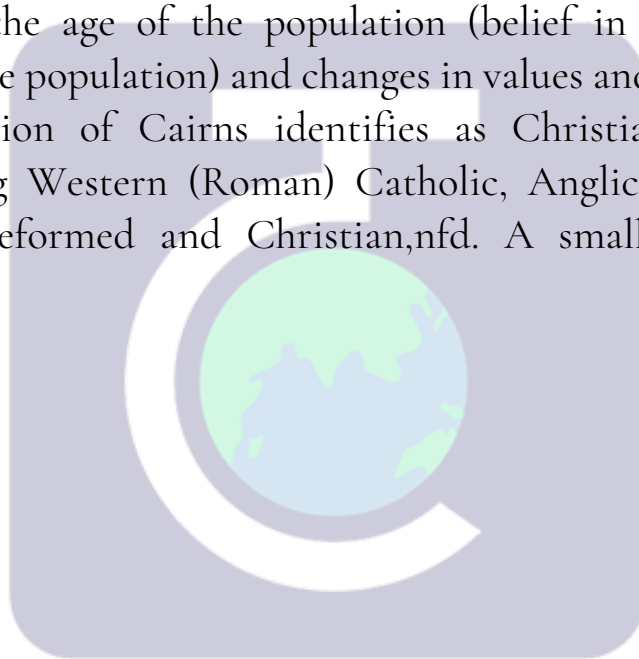 the age of the population (belief in
e population) and changes in values and
ion of Cairns identifies as Christia
g Western (Roman) Catholic, Anglic
eformed and Christian,nfd. A small